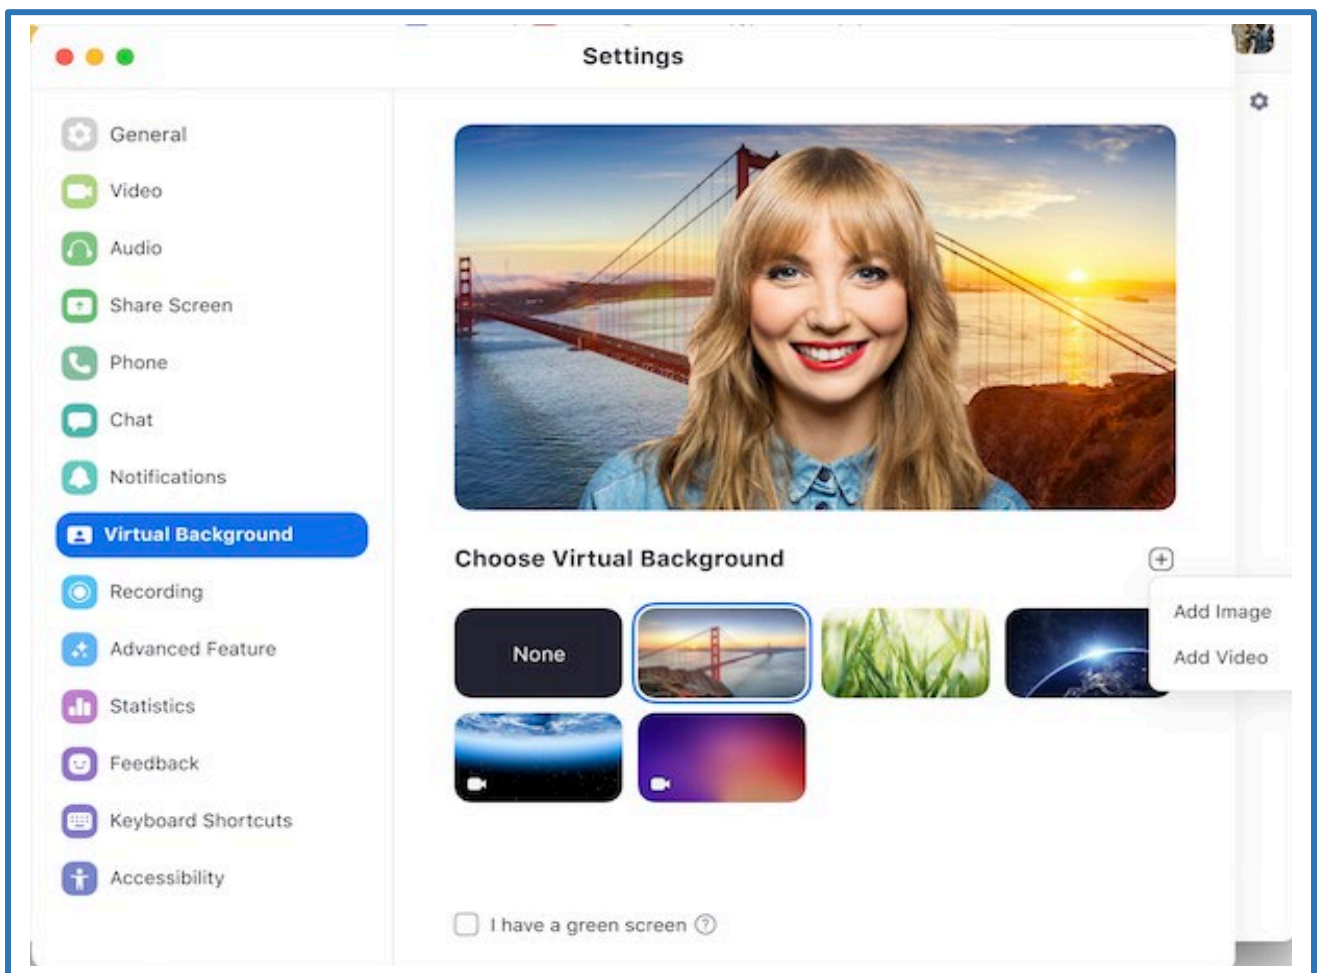 Settings
General
Video
Audio
Share Screen
Phone
Chat
Notifications
Virtual Background
Recording
Advanced Feature
Statistics
Feedback
Keyboard Shortcuts
Accessibility
Choose Virtual Background
Add Image
Add Video
None
I have a green screen ?